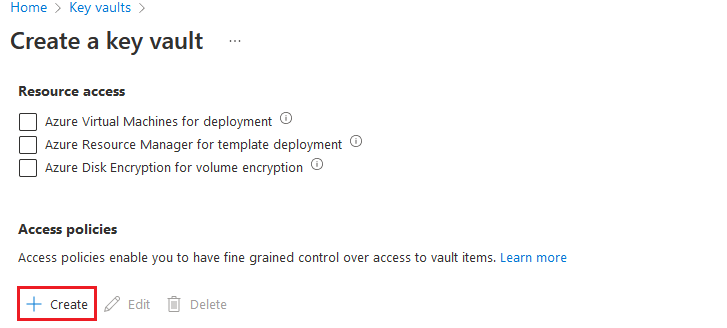 Home > Key vaults >
Create a key vault ...
Resource access
Azure Virtual Machines for deployment
Azure Resource Manager for template deployment
Azure Disk Encryption for volume encryption
Access policies
Access policies enable you to have fine grained control over access to vault items. Learn more
+ Create Edit Delete